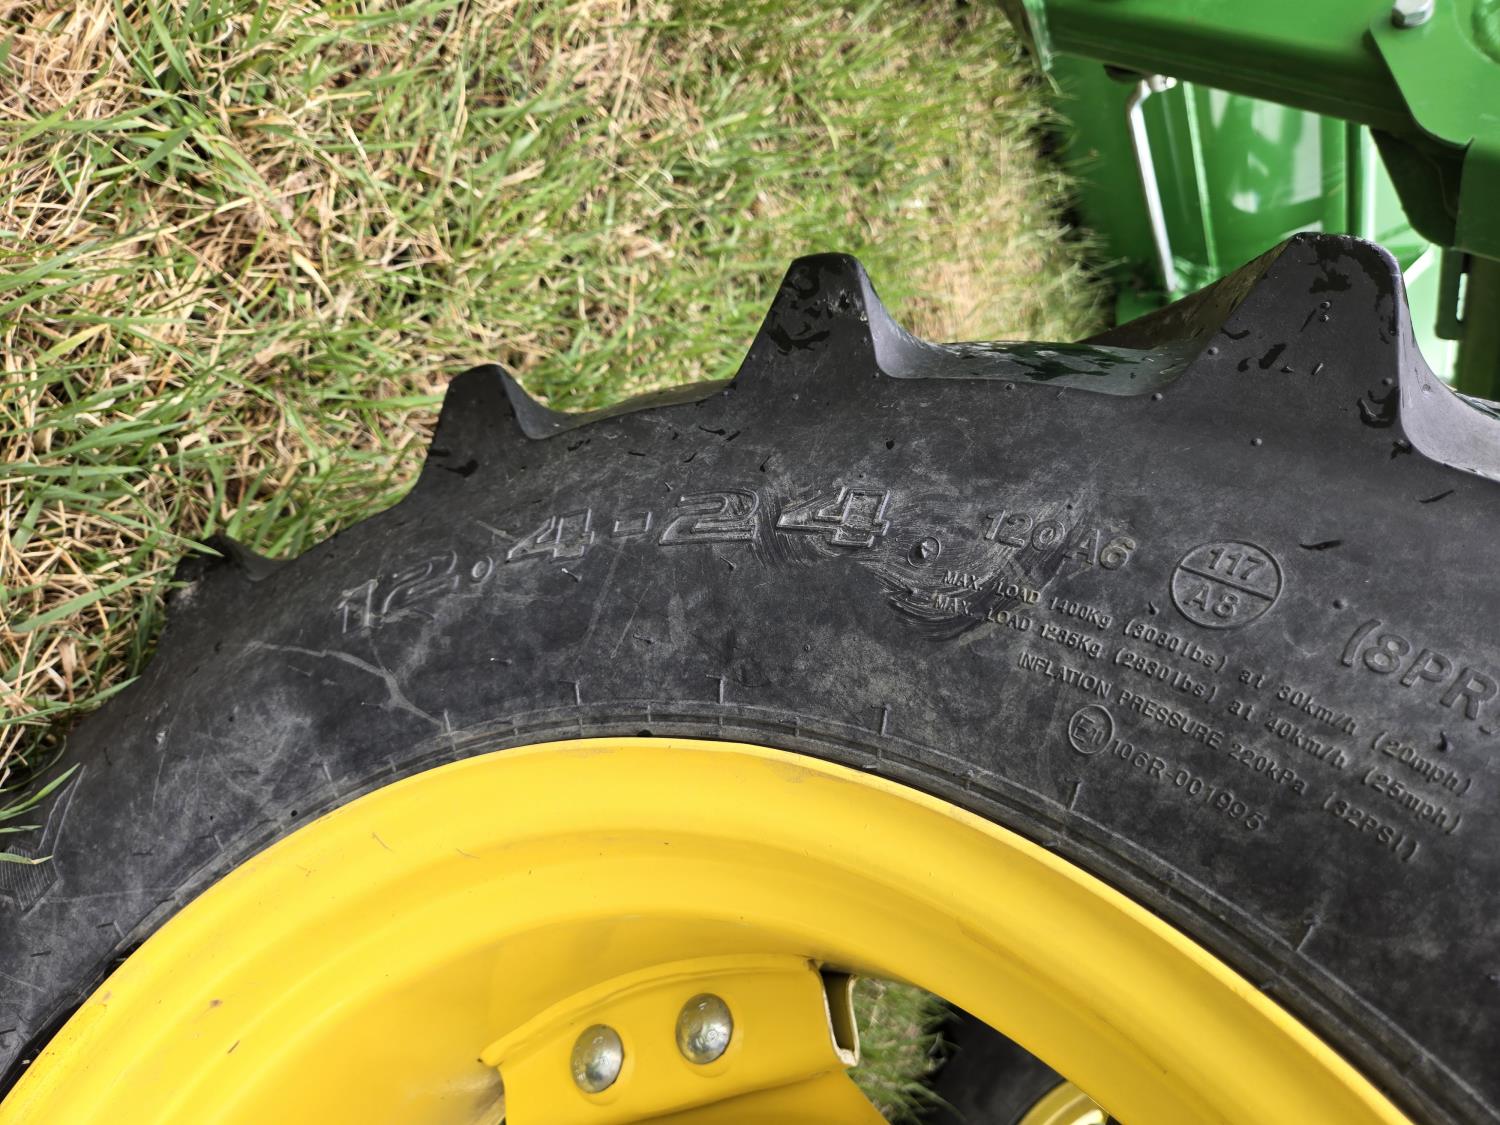 12.4-24.
120 A6
117
A8
(8PR)
MAX. LOAD 1400Kg (3080lbs) at 30km/h (20mph)
MAX. LOAD 1285Kg (2830lbs) at 40km/h (25mph)
INFLATION PRESSURE 220kPa (32PSI)
E11 106R-001995